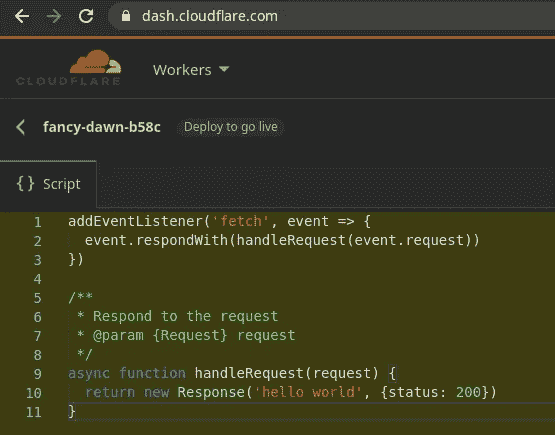 dash.cloudflare.com
CLOUDFLARE
Workers
fancy-dawn-b58c Deploy to go live
{} Script
1 addEventListener('fetch', event => {
2 event.respondWith(handleRequest(event.request))
3 })
4
5 /**
6 * Respond to the request
7 * @param {Request} request
8 */
9 async function handleRequest(request) {
10 return new Response('hello world', {status: 200})
11 }